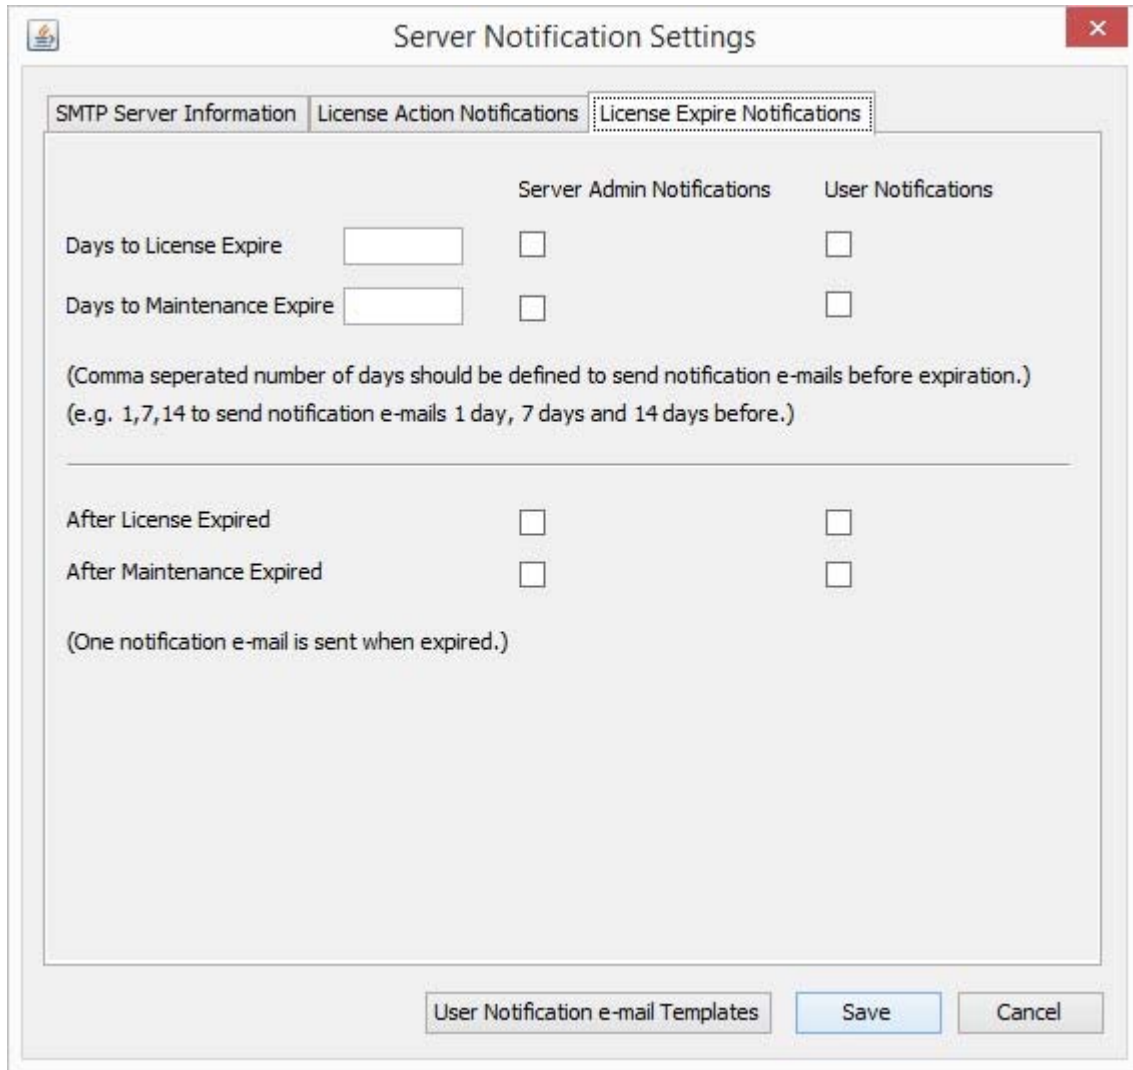 Server Notification Settings
SMTP Server Information License Action Notifications License Expire Notifications
Server Admin Notifications User Notifications
Days to License Expire
Days to Maintenance Expire
(Comma seperated number of days should be defined to send notification e-mails before expiration.)
(e.g. 1,7,14 to send notification e-mails 1 day, 7 days and 14 days before.)
After License Expired
After Maintenance Expired
(One notification e-mail is sent when expired.)
User Notification e-mail Templates Save Cancel